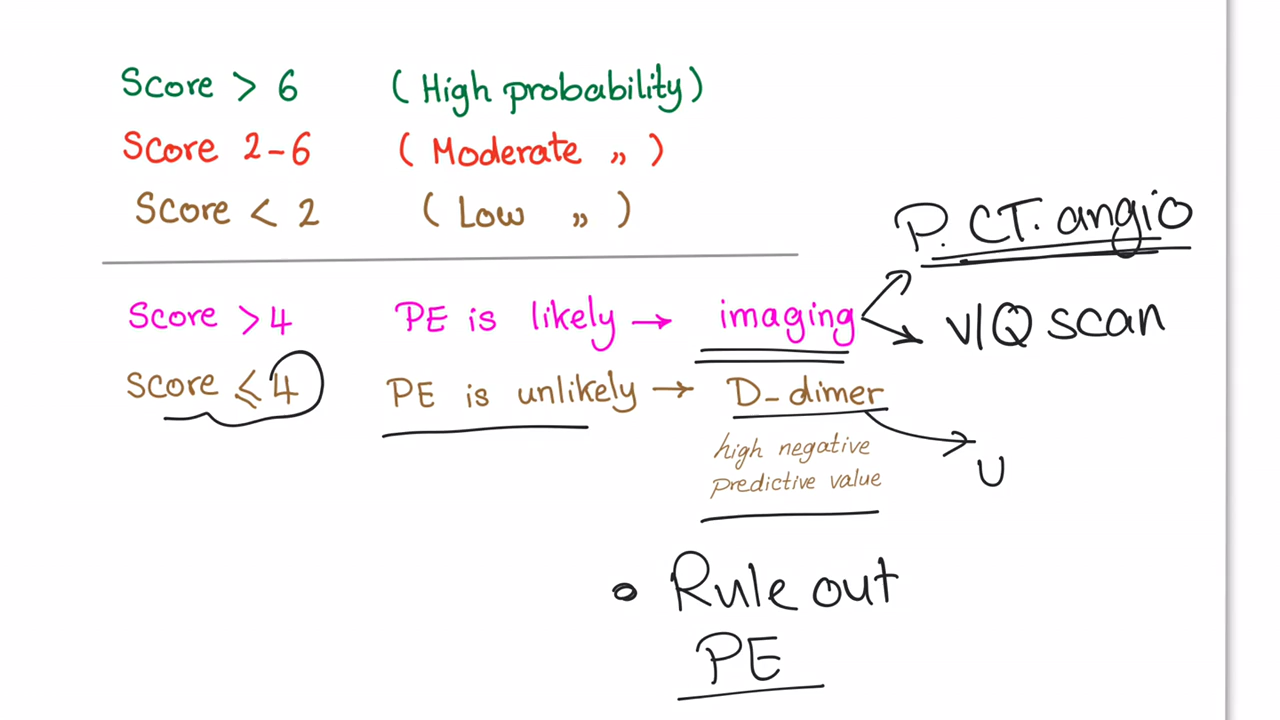 Score > 6 (High probability)
Score 2-6 (Moderate „ )
Score < 2 (Low „ )
P. CT. angio
Score >4 PE is likely → imaging
V/Q scan
Score ≤ 4 PE is unlikely → D-dimer
high negative
predictive value
U
• Rule out
PE